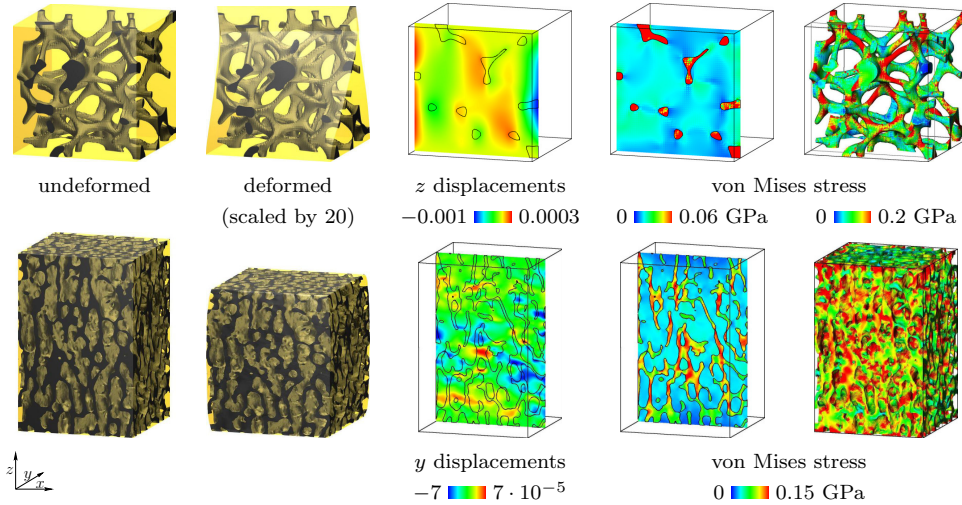 undeformed deformed z displacements von Mises stress
(scaled by 20) −0.001 0.0003 0 0.06 GPa 0 0.2 GPa
z y x
y displacements von Mises stress
−7 7 · 10⁻⁵ 0 0.15 GPa